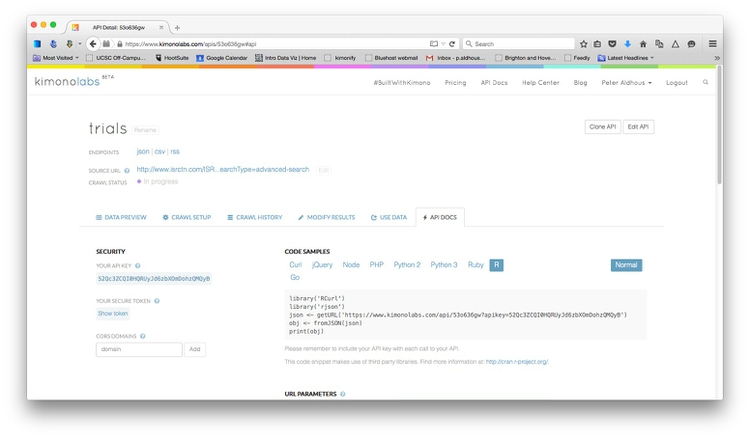 API Detail: 53o636gw
https://www.kimonolabs.com/apis/53o636gw#api
Search
Most Visited
UCSC Off-Campu...
HootSuite
Google Calendar
Intro Data Viz | Home
kimonify
Bluehost webmail
Inbox - p.aldhous...
Brighton and Hove...
Feedly
Latest Headlines
kimonolabs BETA
#BuiltWithKimono
Pricing
API Docs
Help Center
Blog
Peter Aldhous
Logout
trials
Rename...
Clone API
Edit API
ENDPOINTS
json | csv | rss
SOURCE URL
http://www.isrctn.com/ISR...earchType=advanced-search
Edit
CRAWL STATUS
In progress
DATA PREVIEW
CRAWL SETUP
CRAWL HISTORY
MODIFY RESULTS
USE DATA
API DOCS
SECURITY
YOUR API KEY
52Qc3ZCQI0HQRUyJd6zbXOmDohzQMQyB
YOUR SECURE TOKEN
Show token
CORS DOMAINS
domain
Add
CODE SAMPLES
Curl
jQuery
Node
PHP
Python 2
Python 3
Ruby
R
Go
Normal
library('RCurl')
library('rjson')
json <- getURL('https://www.kimonolabs.com/api/53o636gw?apikey=52Qc3ZCQI0HQRUyJd6zbXOmDohzQMQyB')
obj <- fromJSON(json)
print(obj)
Please remember to include your API key with each call to your API.
This code snippet makes use of third party libraries. Find more information at: http://cran.r-project.org/.
URL PARAMETERS